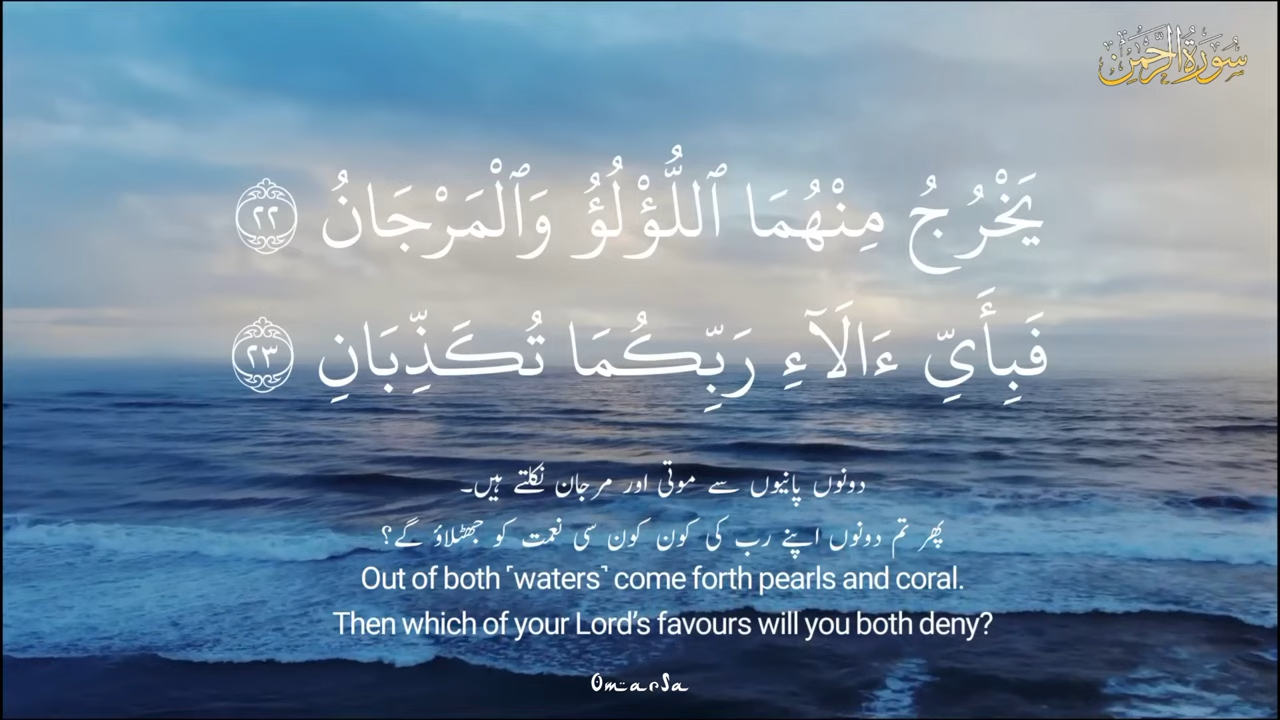 سُورَةُ الرَّحْمَٰن
يَخْرُجُ مِنْهُمَا ٱللُّؤْلُؤُ وَٱلْمَرْجَانُ ٢٢
فَبِأَيِّ ءَالَآءِ رَبِّكُمَا تُكَذِّبَانِ ٢٣
دونوں پانیوں سے موتی اور مرجان نکلتے ہیں۔
پھر تم دونوں اپنے رب کی کون کون سی نعمت کو جھٹلاؤ گے؟
Out of both ˹waters˺ come forth pearls and coral.
Then which of your Lord’s favours will you both deny?
OmarSa